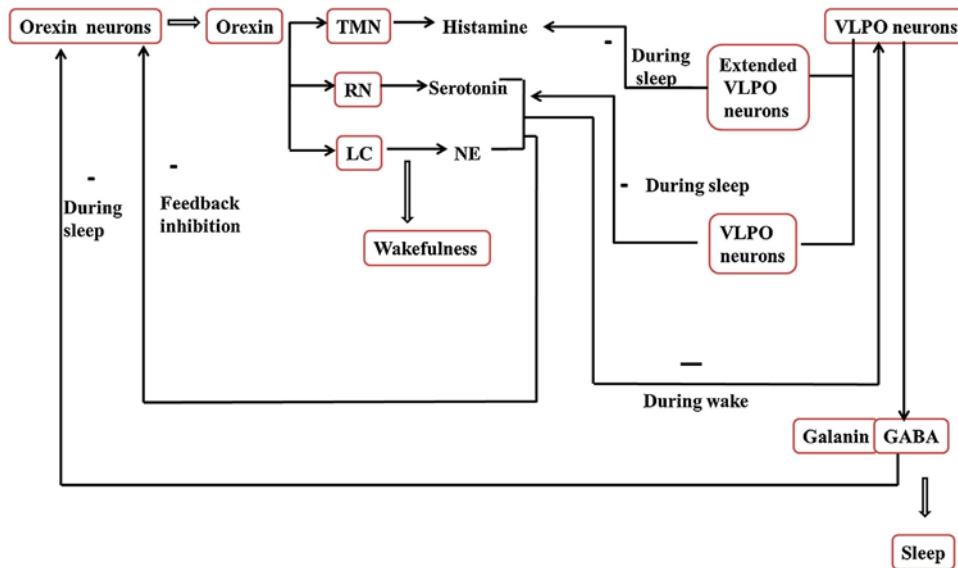 Orexin neurons
Orexin
TMN
Histamine
-
During
sleep
Extended
VLPO
neurons
VLPO neurons
RN
Serotonin
LC
NE
-
During sleep
-
During
sleep
-
Feedback
inhibition
Wakefulness
VLPO
neurons
—
During wake
Galanin
GABA
Sleep